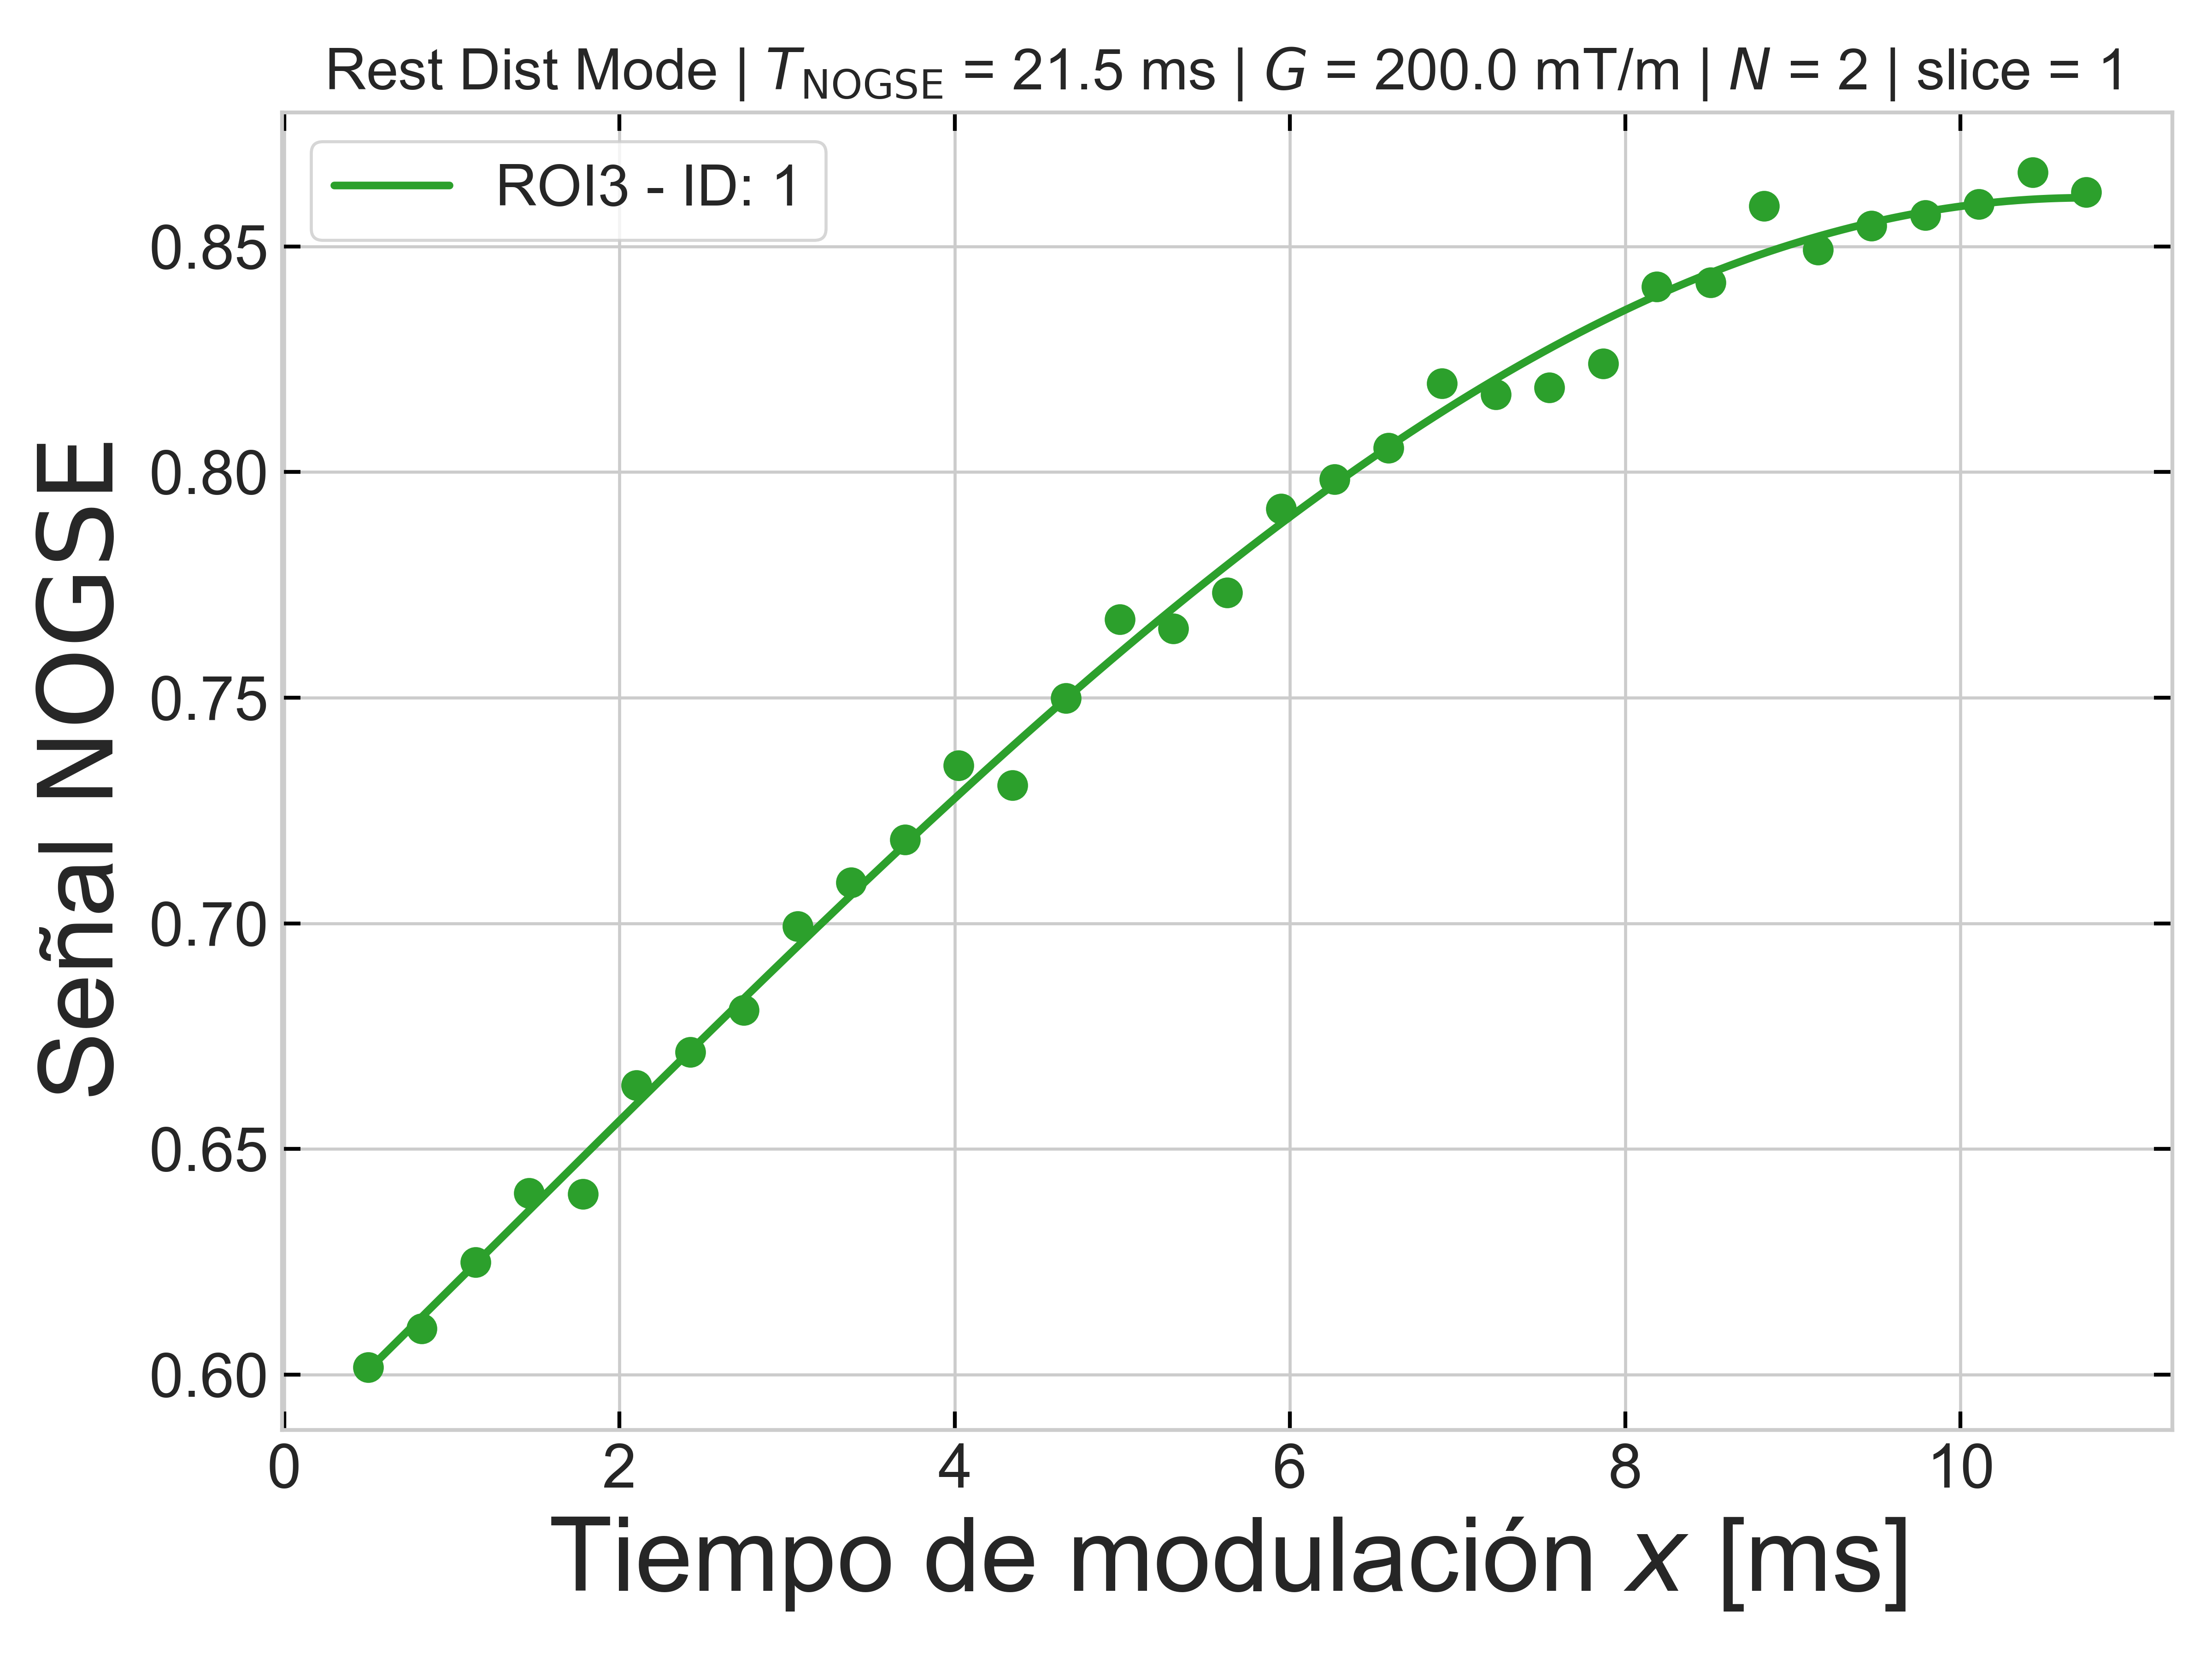 Rest Dist Mode | T_NOGSE = 21.5 ms | G = 200.0 mT/m | N = 2 | slice = 1
ROI3 - ID: 1
Señal NOGSE
0.85
0.80
0.75
0.70
0.65
0.60
0 2 4 6 8 10
Tiempo de modulación x [ms]